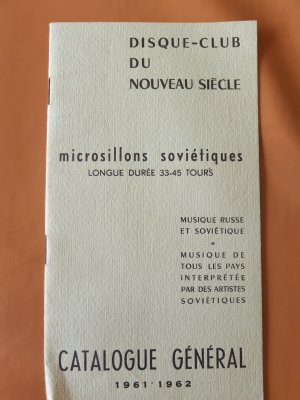 DISQUE-CLUB
DU
NOUVEAU SIÈCLE
microsillons soviétiques
LONGUE DURÉE 33-45 TOURS
MUSIQUE RUSSE
ET SOVIÉTIQUE
MUSIQUE DE
TOUS LES PAYS
INTERPRÉTÉE
PAR DES ARTISTES
SOVIÉTIQUES
CATALOGUE GÉNÉRAL
1961-1962